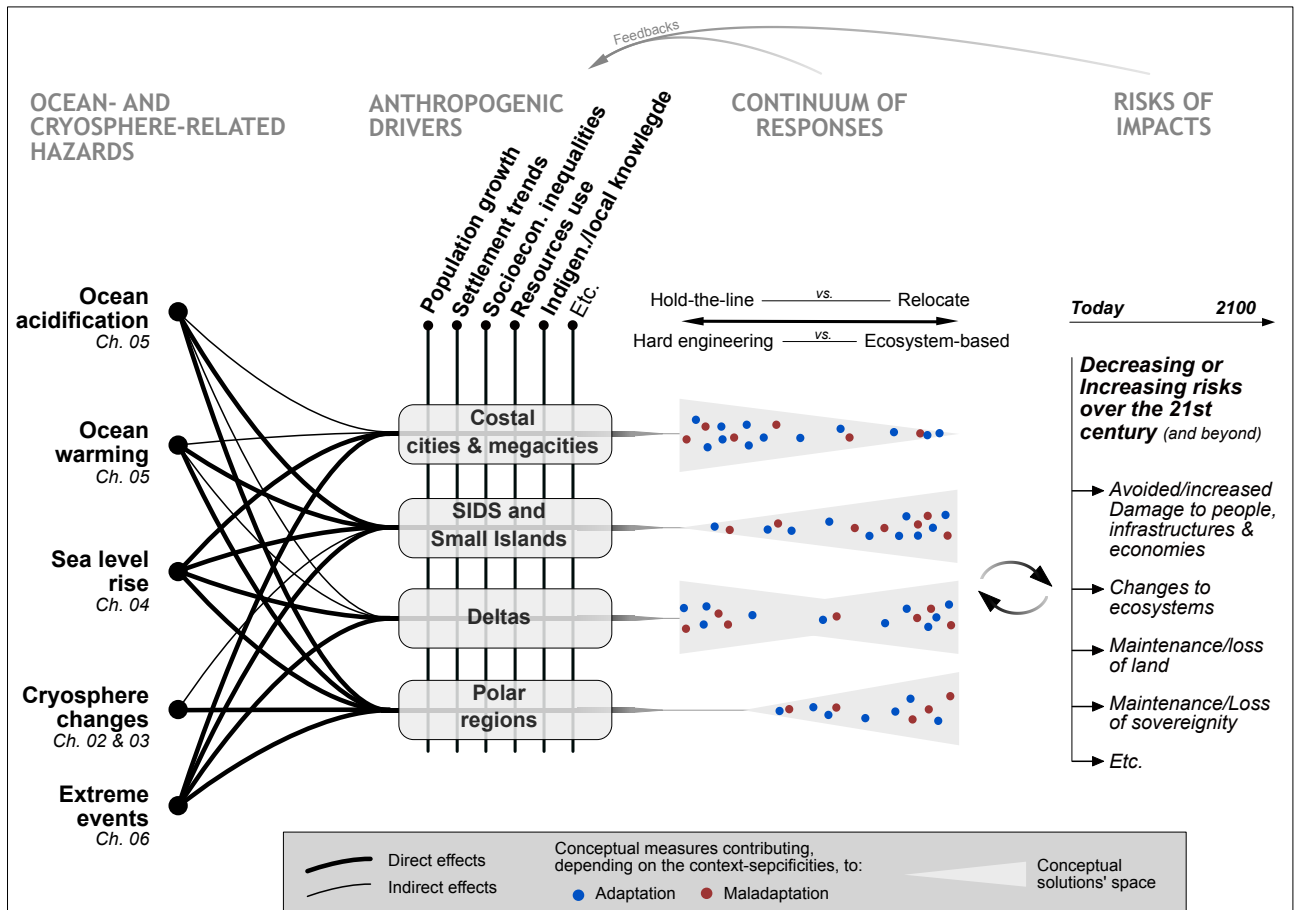 Feedbacks
OCEAN- AND
CRYOSPHERE-RELATED
HAZARDS
ANTHROPOGENIC
DRIVERS
CONTINUUM OF
RESPONSES
RISKS OF
IMPACTS
Population growth
Settlement trends
Socioecon. inequalities
Resources use
Indigen./local knowlegde
Etc.
Ocean
acidification
Ch. 05
Ocean
warming
Ch. 05
Sea level
rise
Ch. 04
Cryosphere
changes
Ch. 02 & 03
Extreme
events
Ch. 06
Costal
cities & megacities
SIDS and
Small Islands
Deltas
Polar
regions
Hold-the-line vs. Relocate
Hard engineering vs. Ecosystem-based
Today 2100
Decreasing or
Increasing risks
over the 21st
century (and beyond)
Avoided/increased
Damage to people,
infrastructures &
economies
Changes to
ecosystems
Maintenance/loss
of land
Maintenance/Loss
of sovereignity
Etc.
Direct effects
Indirect effects
Conceptual measures contributing,
depending on the context-sepcificities, to:
Adaptation
Maladaptation
Conceptual
solutions' space